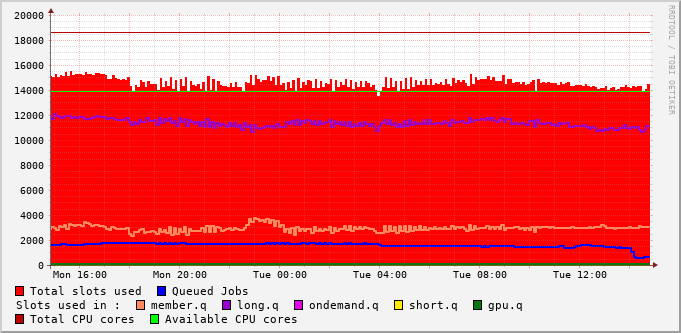 RRDTOOL / TOBI OETIKER
20000
18000
16000
14000
12000
10000
8000
6000
4000
2000
0
Mon 16:00 Mon 20:00 Tue 00:00 Tue 04:00 Tue 08:00 Tue 12:00
Total slots used Queued Jobs
Slots used in : member.q long.q ondemand.q short.q gpu.q
Total CPU cores Available CPU cores